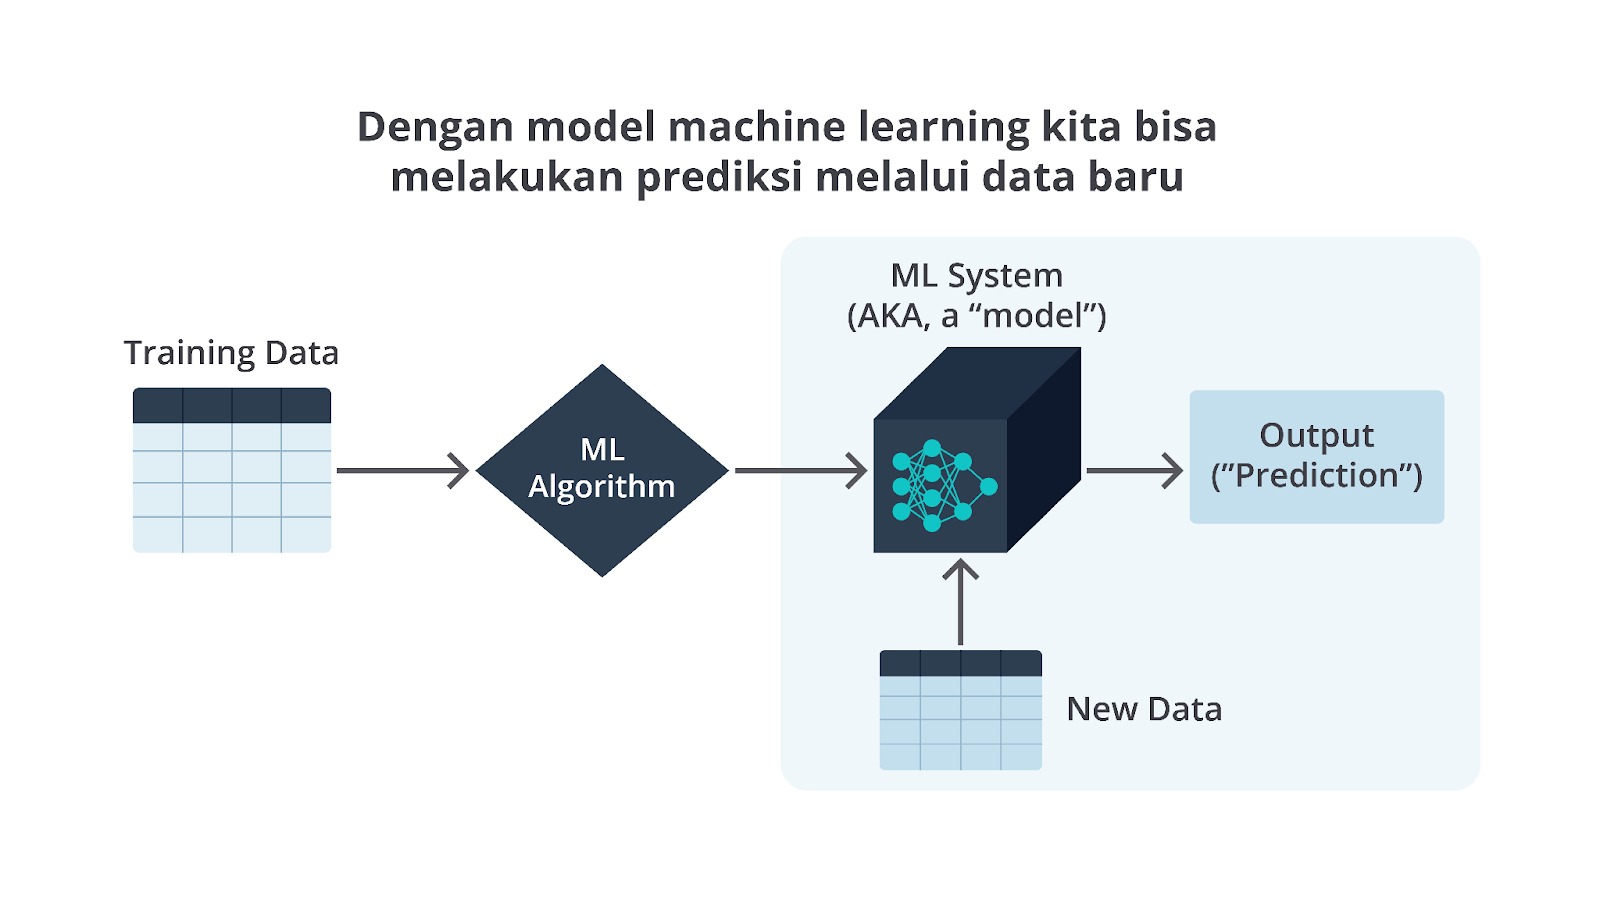 Dengan model machine learning kita bisa
melakukan prediksi melalui data baru
ML System
(AKA, a “model”)
Training Data
ML
Algorithm
Output
(”Prediction”)
New Data